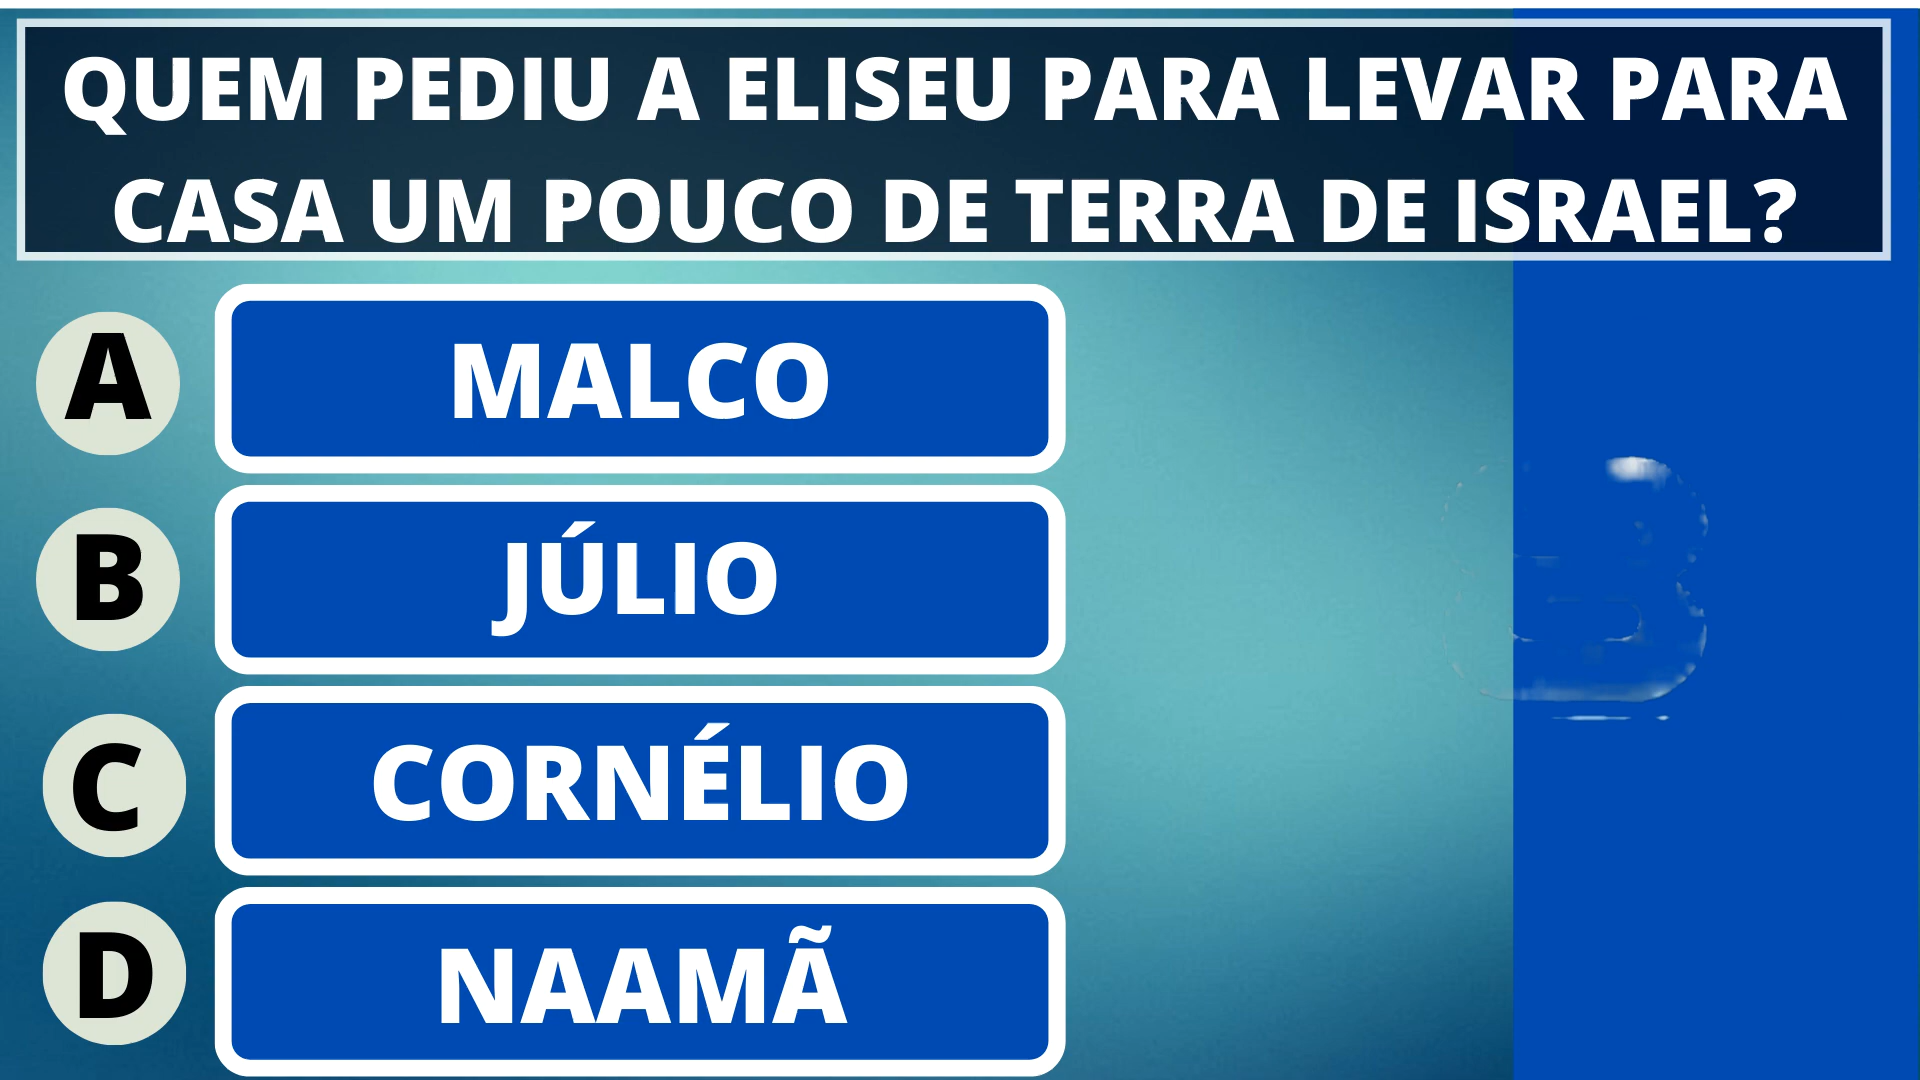 QUEM PEDIU A ELISEU PARA LEVAR PARA
CASA UM POUCO DE TERRA DE ISRAEL?
A
MALCO
B
JÚLIO
C
CORNÉLIO
D
NAAMÃ